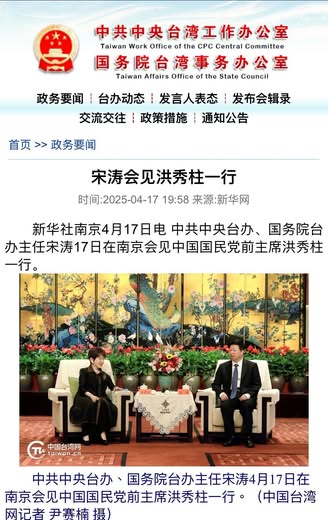 中共中央台湾工作办公室
Taiwan Work Office of the CPC Central Committee
国务院台湾事务办公室
Taiwan Affairs Office of the State Council
政务要闻 ┆ 台办动态 ┆ 发言人表态 ┆ 发布会辑录
交流交往 ┆ 政策措施 ┆ 通知公告
首页 >> 政务要闻
宋涛会见洪秀柱一行
时间:2025-04-17 19:58 来源:新华网
新华社南京4月17日电 中共中央台办、国务院台
办主任宋涛17日在南京会见中国国民党前主席洪秀柱
一行。
中国台湾网
taiwan.cn
中共中央台办、国务院台办主任宋涛4月17日在
南京会见中国国民党前主席洪秀柱一行。（中国台湾
网记者 尹赛楠 摄）